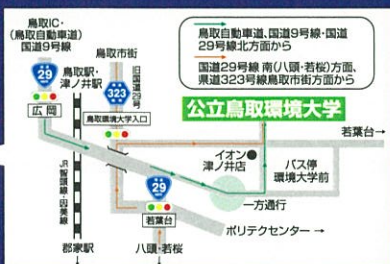 鳥取IC・
(鳥取自動車道)
国道9号線
鳥取市街
鳥取自動車道、国道9号線・国道
29号線北方面から
国道29号線 南(八頭・若桜)方面、
県道323号線鳥取市街方面から
29
広岡
鳥取駅・
津ノ井駅
旧国道29号
323
鳥取環境大学入口
公立鳥取環境大学
若葉台 →
イオン
津ノ井店
バス停
環境大学前
JR智頭線・因美線
29
若葉台
一方通行
ポリテクセンター →
郡家駅
八頭・若桜